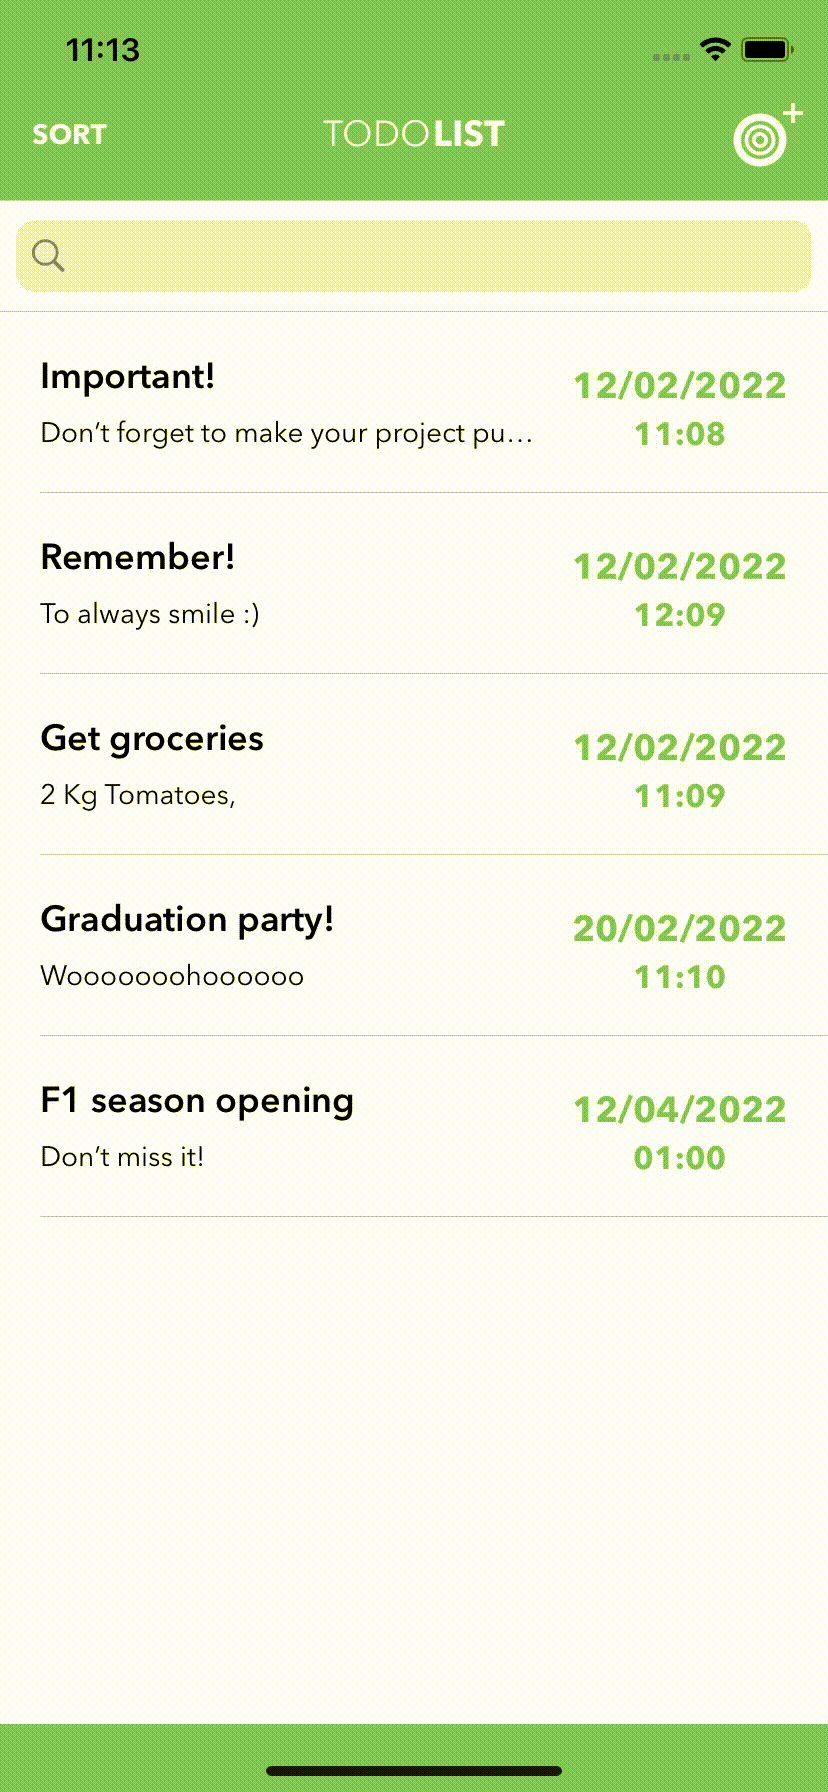 11:13
SORT
TODOLIST
Important!
12/02/2022
Don’t forget to make your project pu…
11:08
Remember!
12/02/2022
To always smile :)
12:09
Get groceries
12/02/2022
2 Kg Tomatoes,
11:09
Graduation party!
20/02/2022
Wooooooohoooooo
11:10
F1 season opening
12/04/2022
Don’t miss it!
01:00